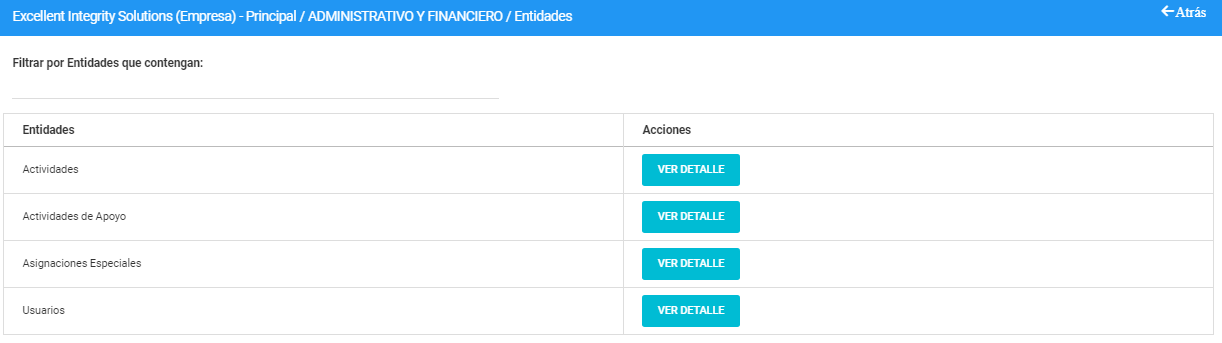 Excellent Integrity Solutions (Empresa) - Principal / ADMINISTRATIVO Y FINANCIERO / Entidades
Atrás
Filtrar por Entidades que contengan:
Entidades Acciones
Actividades VER DETALLE
Actividades de Apoyo VER DETALLE
Asignaciones Especiales VER DETALLE
Usuarios VER DETALLE